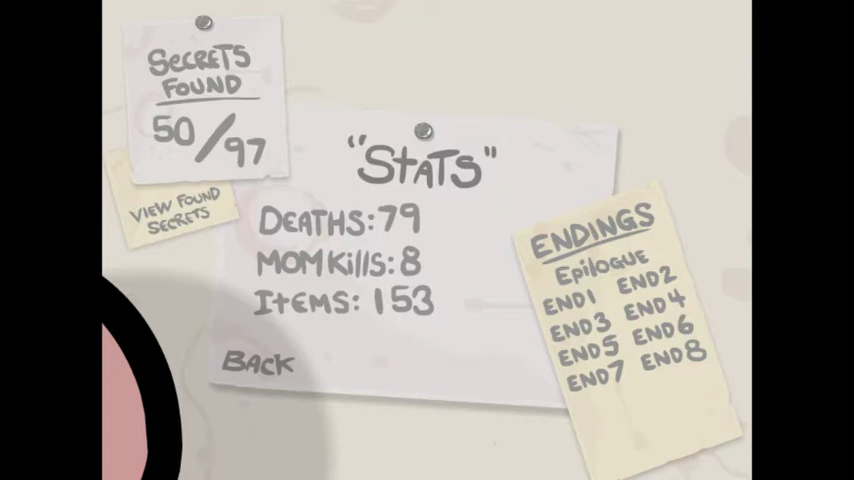 SECRETS
FOUND
50/97
VIEW FOUND
SECRETS
"STATS"
DEATHS:79
MOMKills:8
ITEMS: 153
BACK
ENDINGS
EPilOGUE
END1 END2
END3 END4
END5 END6
END7 END8